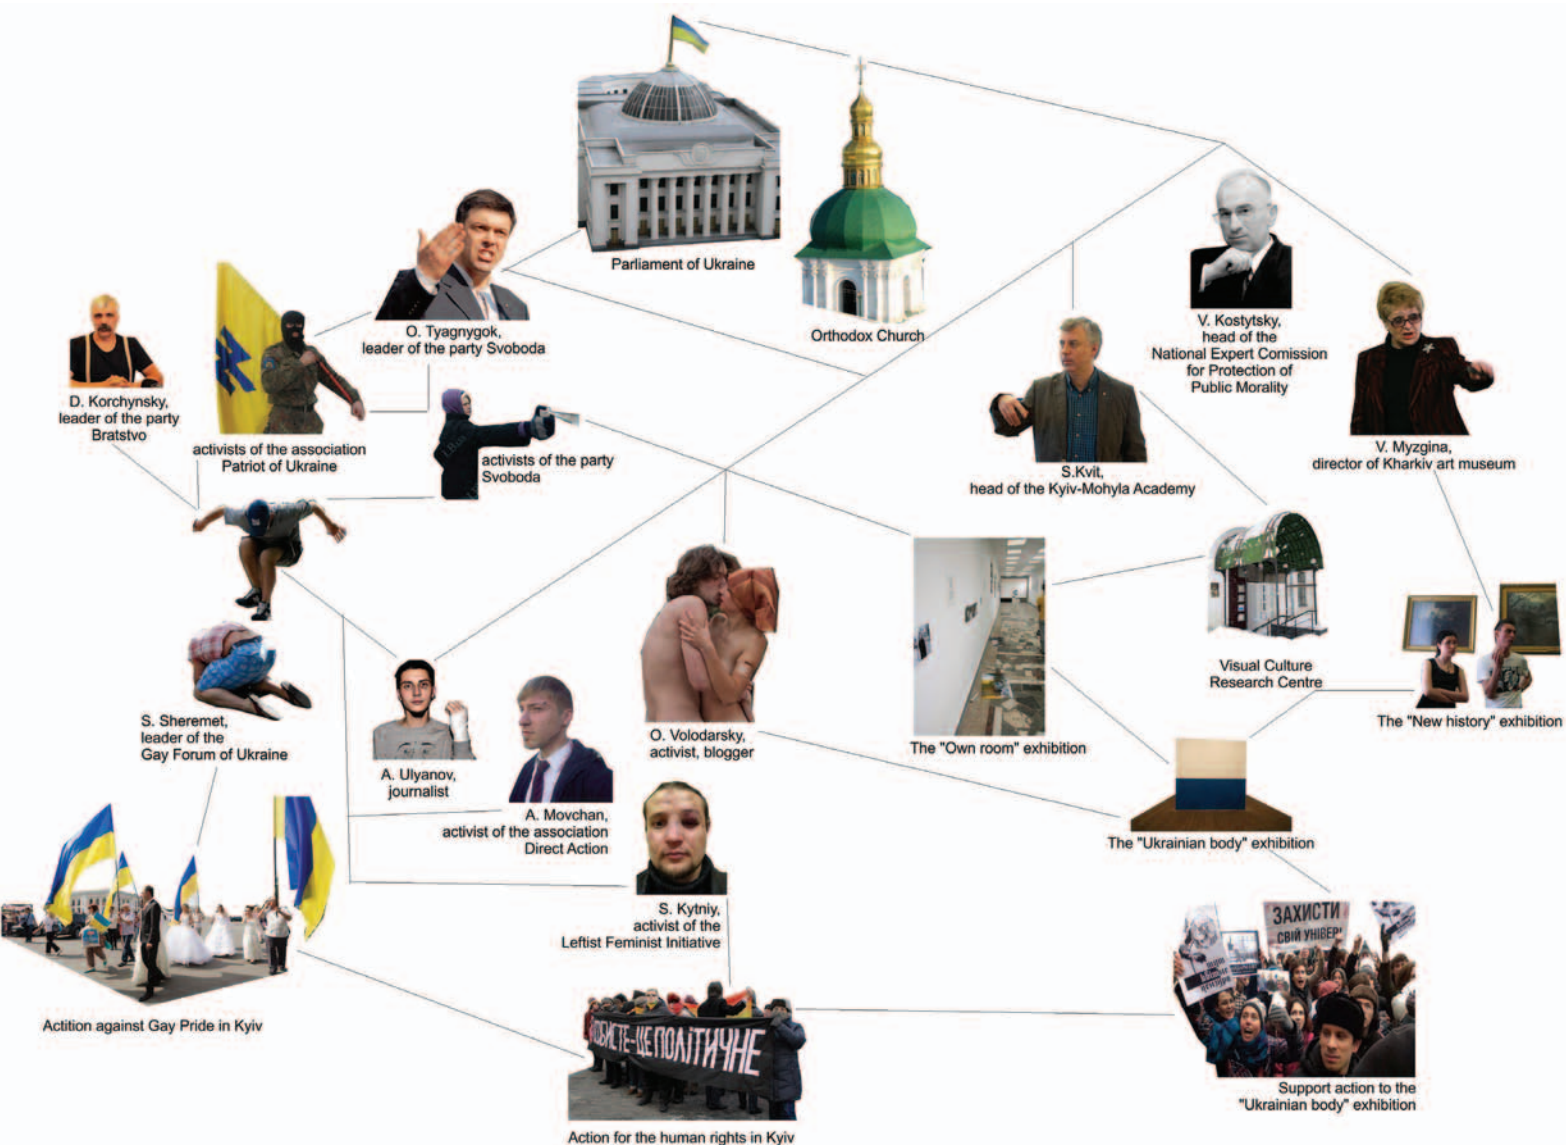 Parliament of Ukraine
Orthodox Church
O. Tyagnygok,
leader of the party Svoboda
V. Kostytsky,
head of the
National Expert Comission
for Protection of
Public Morality
D. Korchynsky,
leader of the party
Bratstvo
activists of the association
Patriot of Ukraine
activists of the party
Svoboda
S.Kvit,
head of the Kyiv-Mohyla Academy
V. Myzgina,
director of Kharkiv art museum
Visual Culture
Research Centre
The "New history" exhibition
S. Sheremet,
leader of the
Gay Forum of Ukraine
A. Ulyanov,
journalist
O. Volodarsky,
activist, blogger
The "Own room" exhibition
A. Movchan,
activist of the association
Direct Action
The "Ukrainian body" exhibition
S. Kytniy,
activist of the
Leftist Feminist Initiative
ЗАХИСТИ
СВІЙ УНІВЕР!
Actition against Gay Pride in Kyiv
ОБИСТЕ-ЦЕ ПОЛІТИЧНЕ
Support action to the
"Ukrainian body" exhibition
Action for the human rights in Kyiv